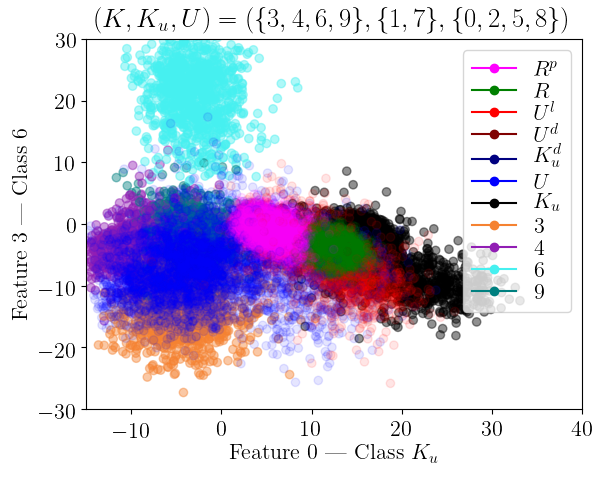 (K, K_u, U) = ({3, 4, 6, 9}, {1, 7}, {0, 2, 5, 8})
30
20
10
0
−10
−20
−30
Feature 3 — Class 6
R^p
R
U^l
U^d
K_u^d
U
K_u
3
4
6
9
−10
0
10
20
30
40
Feature 0 — Class K_u